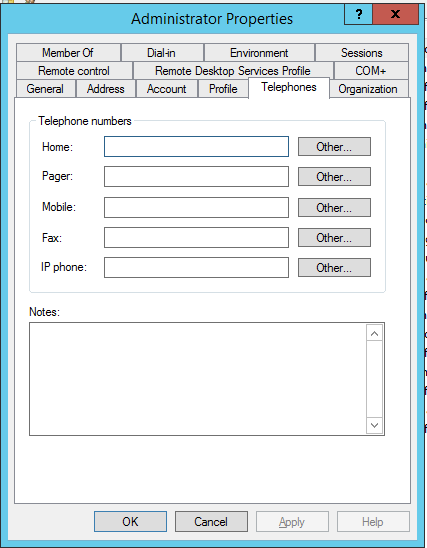 Administrator Properties
? x
Member Of Dial-in Environment Sessions
Remote control Remote Desktop Services Profile COM+
General Address Account Profile Telephones Organization
Telephone numbers
Home: Other...
Pager: Other...
Mobile: Other...
Fax: Other...
IP phone: Other...
Notes:
OK Cancel Apply Help